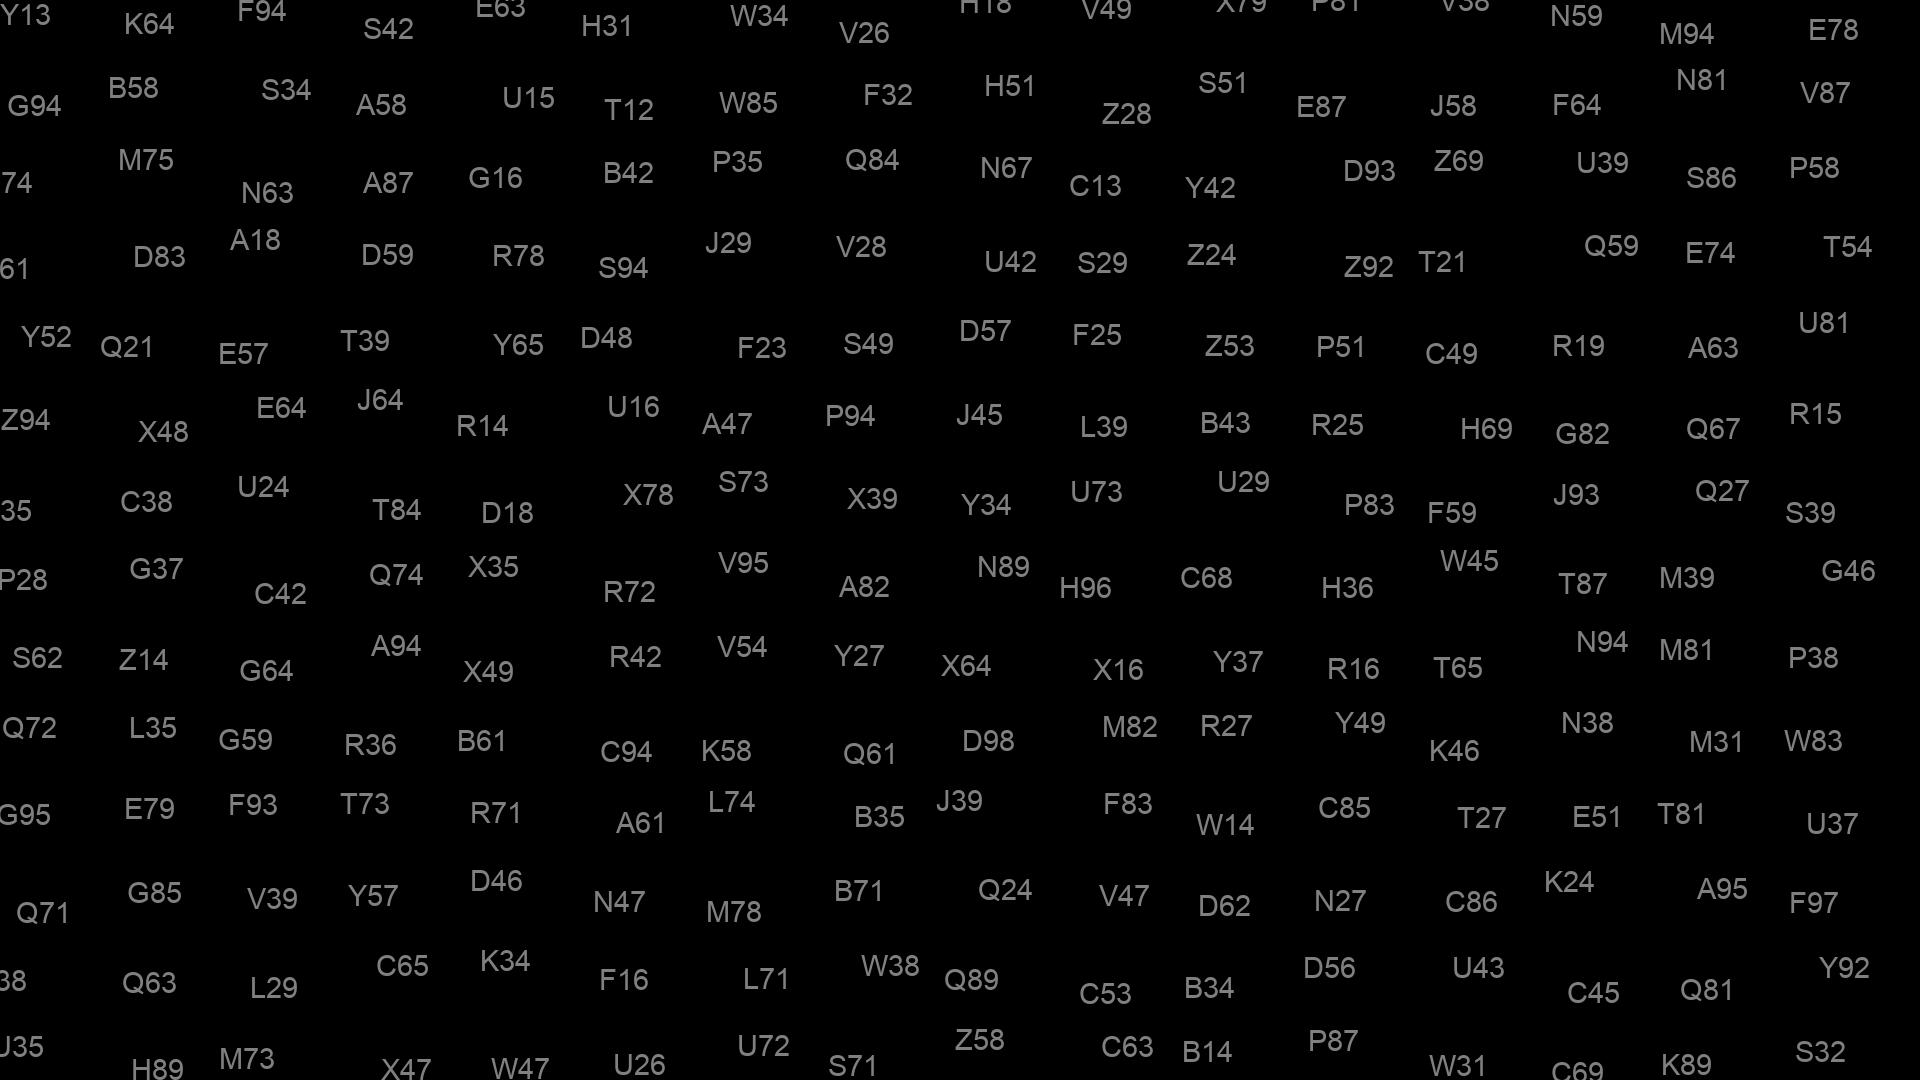 Y13 K64 F94 S42 E63 H31 W34 V26 H18 V49 X79 P81 V38 N59 M94 E78
G94 B58 S34 A58 U15 T12 W85 F32 H51 Z28 S51 E87 J58 F64 N81 V87
74 M75 N63 A87 G16 B42 P35 Q84 N67 C13 Y42 D93 Z69 U39 S86 P58
61 D83 A18 D59 R78 S94 J29 V28 U42 S29 Z24 Z92 T21 Q59 E74 T54
Y52 Q21 E57 T39 Y65 D48 F23 S49 D57 F25 Z53 P51 C49 R19 A63 U81
Z94 X48 E64 J64 R14 U16 A47 P94 J45 L39 B43 R25 H69 G82 Q67 R15
35 C38 U24 T84 D18 X78 S73 X39 Y34 U73 U29 P83 F59 J93 Q27 S39
P28 G37 C42 Q74 X35 R72 V95 A82 N89 H96 C68 H36 W45 T87 M39 G46
S62 Z14 G64 A94 X49 R42 V54 Y27 X64 X16 Y37 R16 T65 N94 M81 P38
Q72 L35 G59 R36 B61 C94 K58 Q61 D98 M82 R27 Y49 K46 N38 M31 W83
G95 E79 F93 T73 R71 A61 L74 B35 J39 F83 W14 C85 T27 E51 T81 U37
Q71 G85 V39 Y57 D46 N47 M78 B71 Q24 V47 D62 N27 C86 K24 A95 F97
38 Q63 L29 C65 K34 F16 L71 W38 Q89 C53 B34 D56 U43 C45 Q81 Y92
U35 H89 M73 X47 W47 U26 U72 S71 Z58 C63 B14 P87 W31 C69 K89 S32